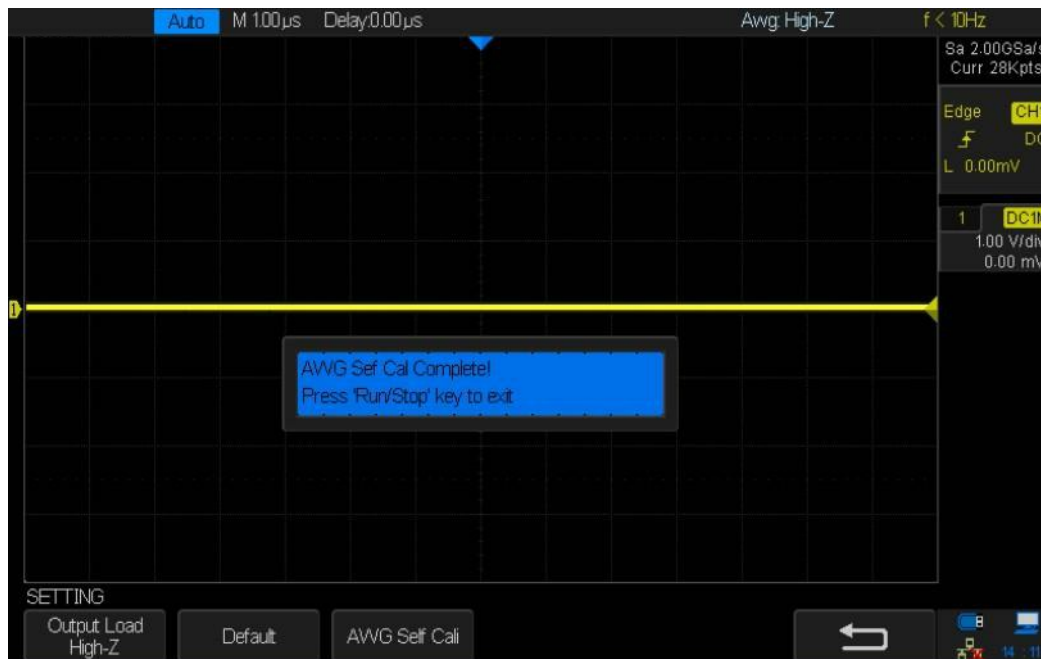 Auto M 1.00μs Delay:0.00μs Awg: High-Z f < 10Hz
Sa 2.00GSa/s
Curr 28Kpts
Edge CH1
DC
L 0.00mV
1 DC1M
1.00 V/div
0.00 mV
1
AWG Sef Cal Complete!
Press 'Run/Stop' key to exit
SETTING
Output Load
High-Z
Default
AWG Self Cali
14 : 11